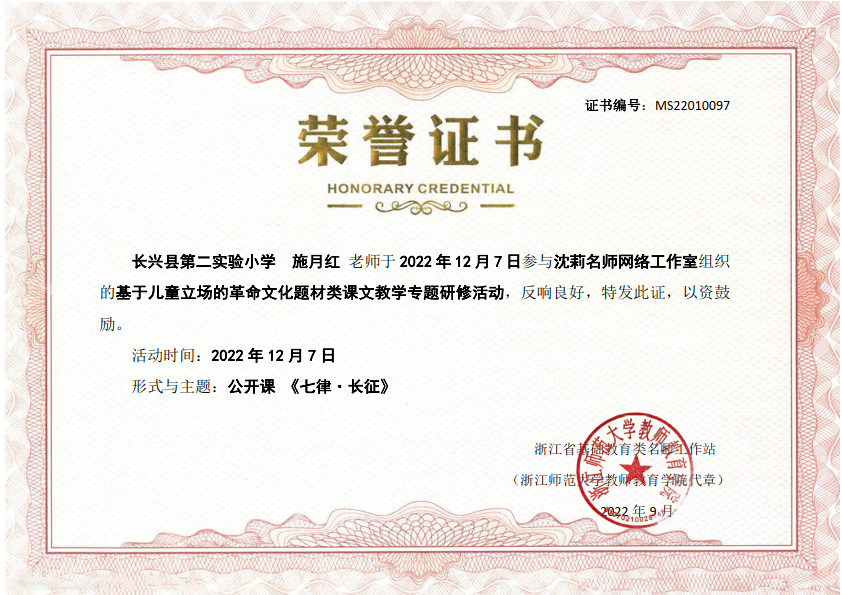 证书编号：MS22010097
荣誉证书
HONORARY CREDENTIAL
长兴县第二实验小学 施月红 老师于 2022 年 12 月 7 日参与沈莉名师网络工作室组织
的基于儿童立场的革命文化题材类课文教学专题研修活动，反响良好，特发此证，以资鼓
励。
活动时间：2022 年 12 月 7 日
形式与主题：公开课 《七律·长征》
浙江省基础教育类名师工作站
（浙江师范大学教师教育学院代章）
2022 年 9 月
浙江师范大学教师教育学院